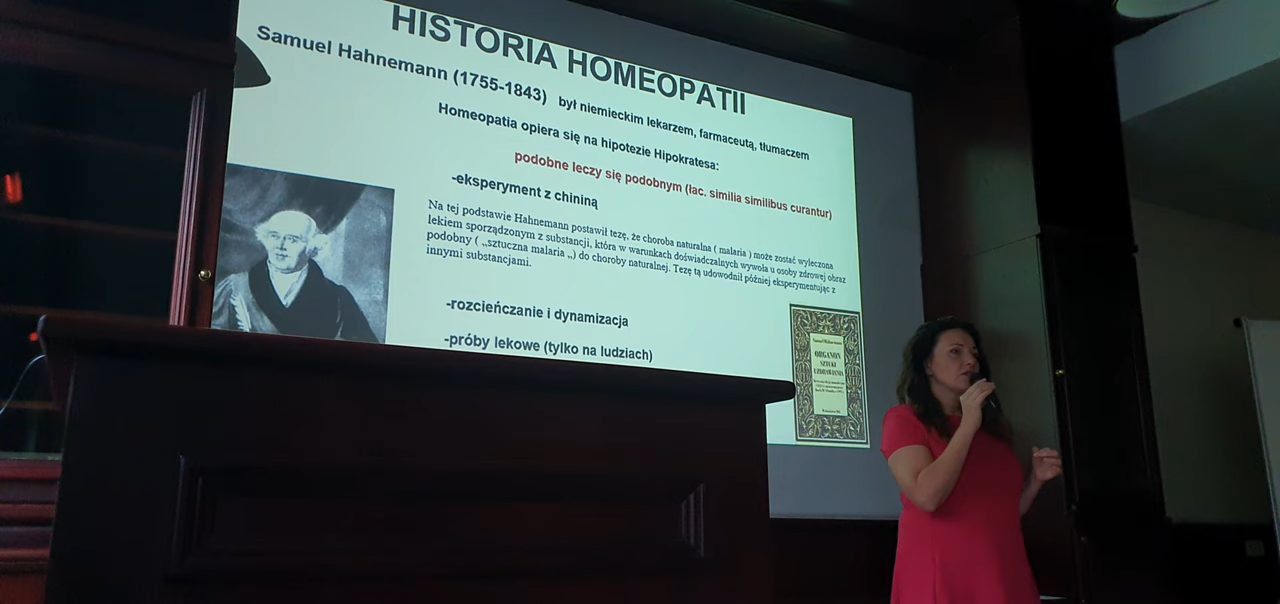 HISTORIA HOMEOPATII
Samuel Hahnemann (1755-1843) był niemieckim lekarzem, farmaceutą, tłumaczem
Homeopatia opiera się na hipotezie Hipokratesa:
podobne leczy się podobnym (łac. similia similibus curantur)
-eksperyment z chininą
Na tej podstawie Hahnemann postawił tezę, że choroba naturalna ( malaria ) może zostać wyleczona
lekiem sporządzonym z substancji, która w warunkach doświadczalnych wywoła u osoby zdrowej obraz
podobny ( „sztuczna malaria „) do choroby naturalnej. Tezę tą udowodnił później eksperymentując z
innymi substancjami.
-rozcieńczanie i dynamizacja
-próby lekowe (tylko na ludziach)
Samuel Hahnemann
ORGANON
SZTUKI
UZDRAWIANIA